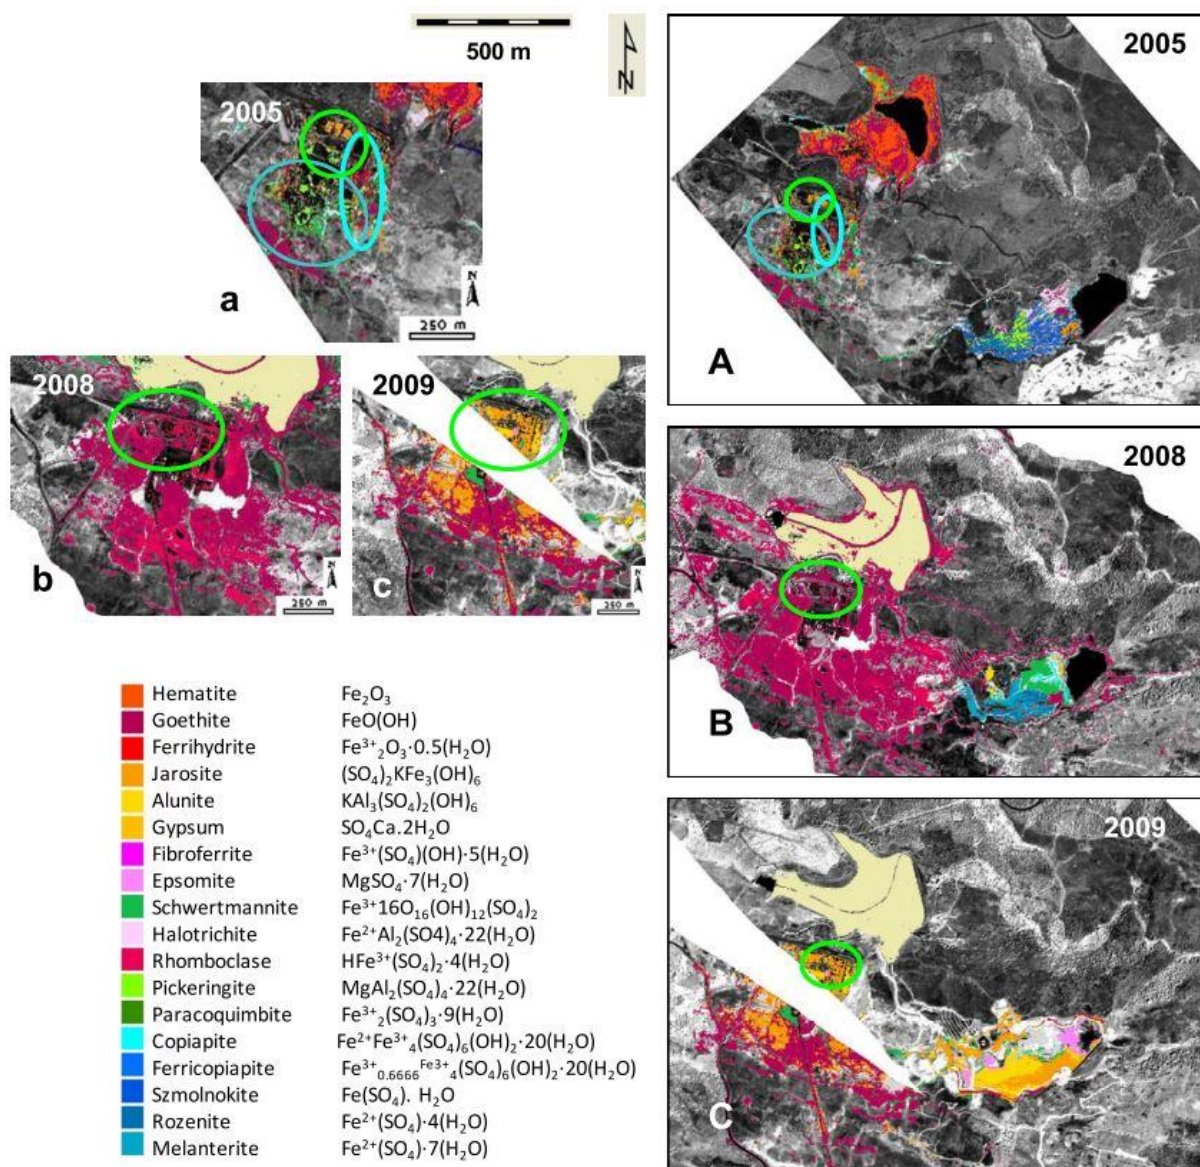 500 m
N
2005
a
N
250 m
2005
A
2008
b
N
250 m
2009
c
N
250 m
2008
B
Hematite Fe₂O₃
Goethite FeO(OH)
Ferrihydrite Fe³⁺₂O₃·0.5(H₂O)
Jarosite (SO₄)₂KFe₃(OH)₆
Alunite KAl₃(SO₄)₂(OH)₆
Gypsum SO₄Ca.2H₂O
Fibroferrite Fe³⁺(SO₄)(OH)·5(H₂O)
Epsomite MgSO₄·7(H₂O)
Schwertmannite Fe³⁺16O₁₆(OH)₁₂(SO₄)₂
Halotrichite Fe²⁺Al₂(SO4)₄·22(H₂O)
Rhomboclase HFe³⁺(SO₄)₂·4(H₂O)
Pickeringite MgAl₂(SO₄)₄·22(H₂O)
Paracoquimbite Fe³⁺₂(SO₄)₃·9(H₂O)
Copiapite Fe²⁺Fe³⁺₄(SO₄)₆(OH)₂·20(H₂O)
Ferricopiapite Fe³⁺₀.₆₆₆₆Fe³⁺₄(SO₄)₆(OH)₂·20(H₂O)
Szmolnokite Fe(SO₄). H₂O
Rozenite Fe²⁺(SO₄)·4(H₂O)
Melanterite Fe²⁺(SO₄)·7(H₂O)
2009
C